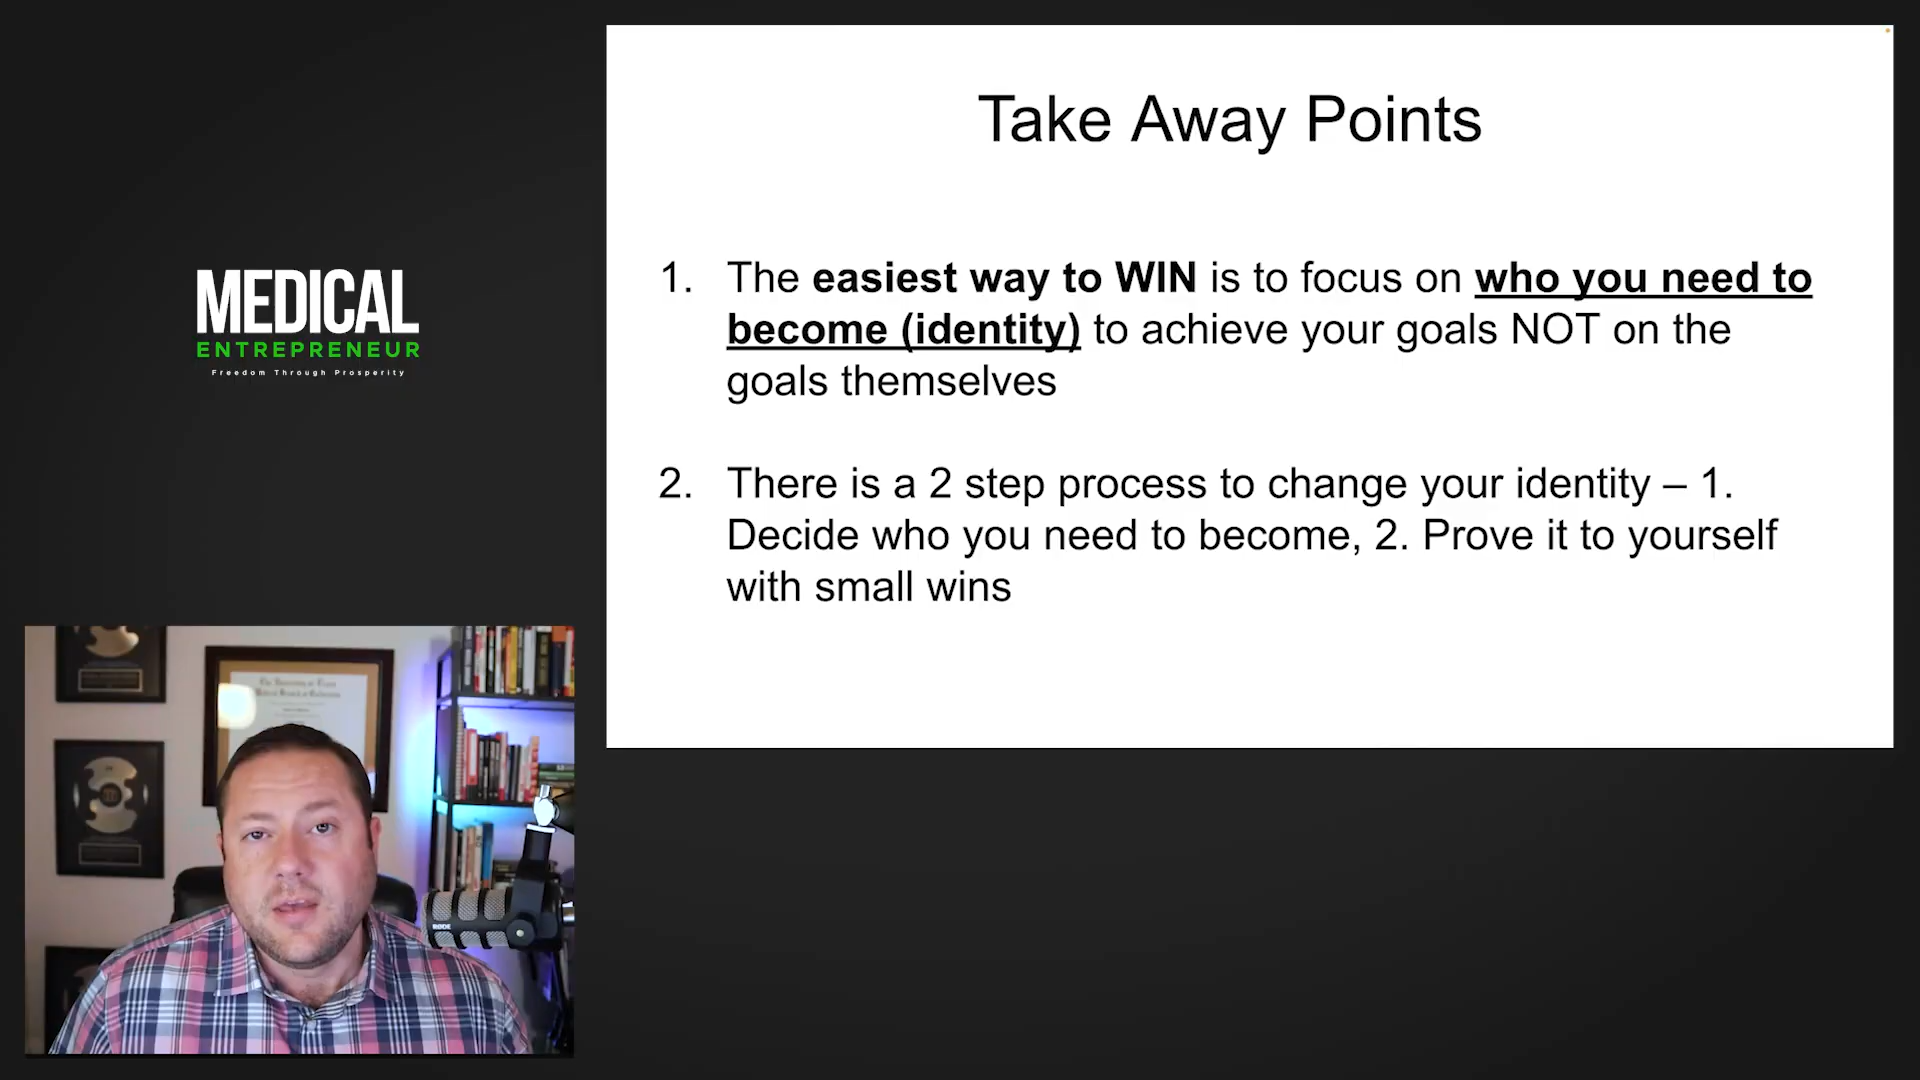 Take Away Points
1. The easiest way to WIN is to focus on who you need to
become (identity) to achieve your goals NOT on the
goals themselves
2. There is a 2 step process to change your identity – 1.
Decide who you need to become, 2. Prove it to yourself
with small wins
MEDICAL
ENTREPRENEUR
Freedom Through Prosperity
RØDE